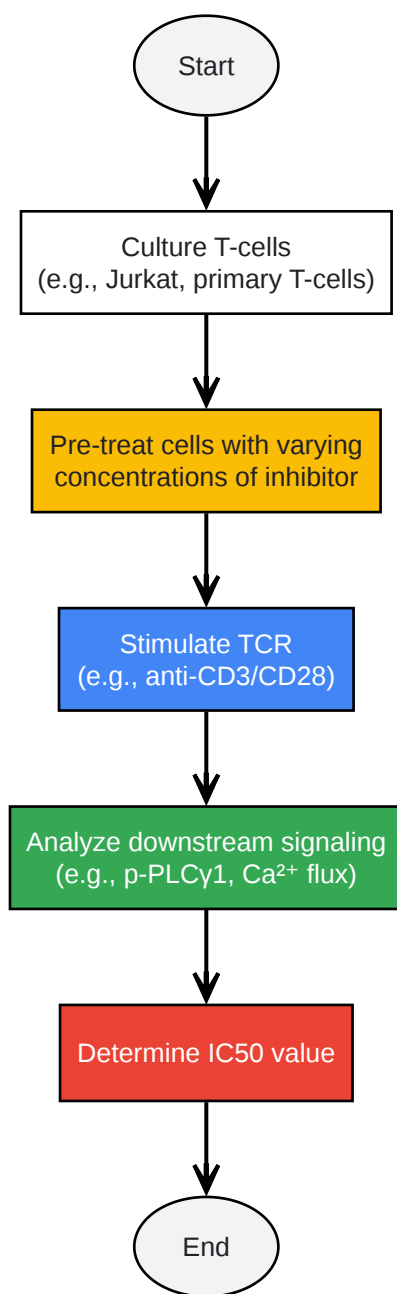 Start
Culture T-cells
(e.g., Jurkat, primary T-cells)
Pre-treat cells with varying
concentrations of inhibitor
Stimulate TCR
(e.g., anti-CD3/CD28)
Analyze downstream signaling
(e.g., p-PLCγ1, Ca²⁺ flux)
Determine IC50 value
End